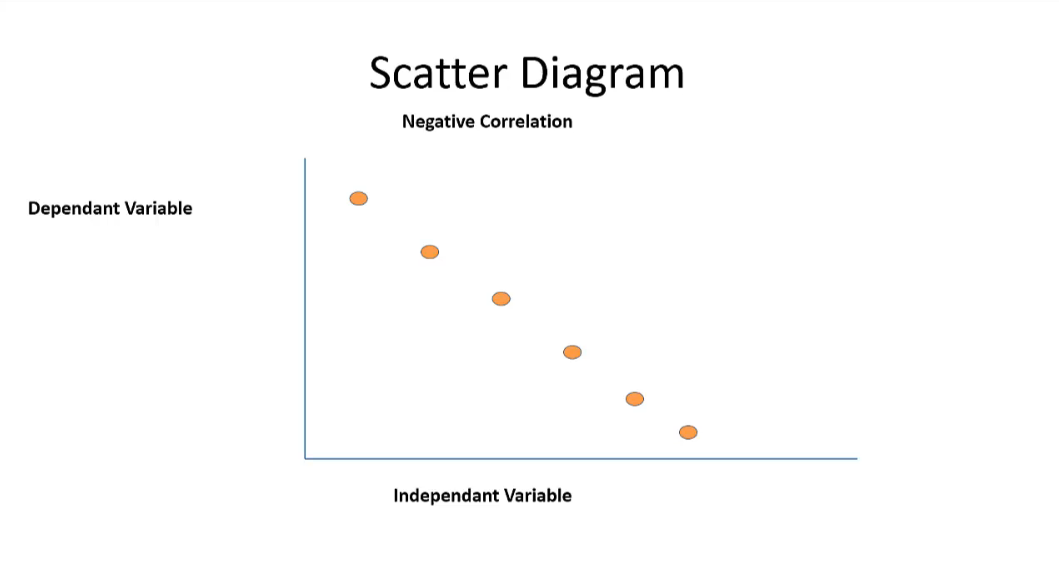 Scatter Diagram
Negative Correlation
Dependant Variable
Independant Variable